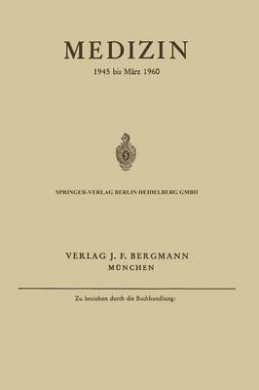 MEDIZIN
1945 bis März 1960
SPRINGER-VERLAG BERLIN HEIDELBERG GMBH
VERLAG J. F. BERGMANN
MÜNCHEN
Zu beziehen durch die Buchhandlung: